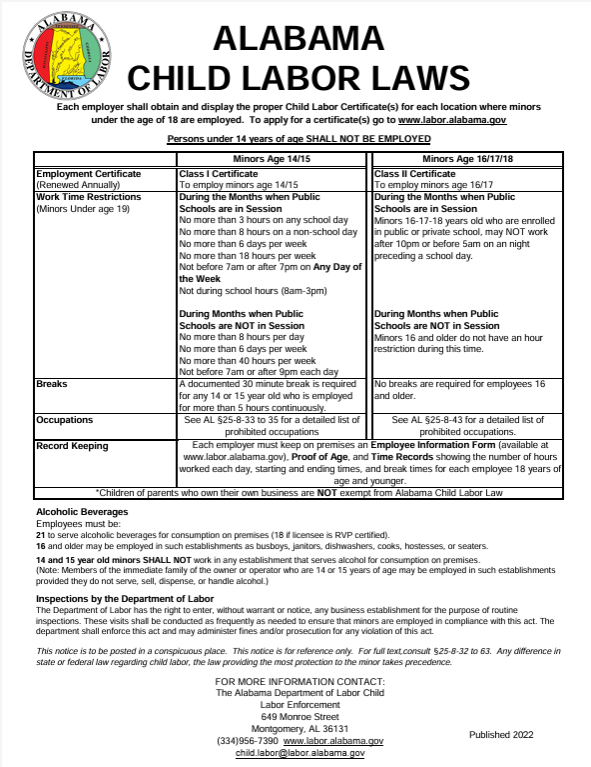 ALABAMA
DEPARTMENT OF LABOR
ALABAMA
CHILD LABOR LAWS
Each employer shall obtain and display the proper Child Labor Certificate(s) for each location where minors
under the age of 18 are employed. To apply for a certificate(s) go to www.labor.alabama.gov
Persons under 14 years of age SHALL NOT BE EMPLOYED
Minors Age 14/15
Minors Age 16/17/18
Employment Certificate
(Renewed Annually)
Class I Certificate
To employ minors age 14/15
Class II Certificate
To employ minors age 16/17
Work Time Restrictions
(Minors Under age 19)
During the Months when Public
Schools are in Session
No more than 3 hours on any school day
No more than 8 hours on a non-school day
No more than 6 days per week
No more than 18 hours per week
Not before 7am or after 7pm on Any Day of
the Week
Not during school hours (8am-3pm)
During the Months when Public
Schools are NOT in Session
No more than 8 hours per day
No more than 6 days per week
No more than 40 hours per week
Not before 7am or after 9pm each day
During the Months when Public
Schools are in Session
Minors 16-17-18 years old who are enrolled
in public or private school, may NOT work
after 10pm or before 5am on an night
preceding a school day.
During the Months when Public
Schools are NOT in Session
Minors 16 and older do not have an hour
restriction during this time.
Breaks
A documented 30 minute break is required
for any 14 or 15 year old who is employed
for more than 5 hours continuously.
No breaks are required for employees 16
and older.
Occupations
See AL §25-8-33 to 35 for a detailed list of
prohibited occupations
See AL §25-8-43 for a detailed list of
prohibited occupations.
Record Keeping
Each employer must keep on premises an Employee Information Form (available at
www.labor.alabama.gov), Proof of Age, and Time Records showing the number of hours
worked each day, starting and ending times, and break times for each employee 18 years of
age and younger.
*Children of parents who own their own business are NOT exempt from Alabama Child Labor Law
Alcoholic Beverages
Employees must be:
21 to serve alcoholic beverages for consumption on premises (18 if licensee is RVP certified).
16 and older may be employed in such establishments as busboys, janitors, dishwashers, cooks, hostesses, or seaters.
14 and 15 year old minors SHALL NOT work in any establishment that serves alcohol for consumption on premises.
(Note: Members of the immediate family of the owner or operator who are 14 or 15 years of age may be employed in such establishments
provided they do not serve, sell, dispense, or handle alcohol.)
Inspections by the Department of Labor
The Department of Labor has the right to enter, without warrant or notice, any business establishment for the purpose of routine
inspections. These visits shall be conducted as frequently as needed to ensure that minors are employed in compliance with this act. The
department shall enforce this act and may administer fines and/or prosecution for any violation of this act.
This notice is to be posted in a conspicuous place. This notice is for reference only. For full text,consult §25-8-32 to 63. Any difference in
state or federal law regarding child labor, the law providing the most protection to the minor takes precedence.
FOR MORE INFORMATION CONTACT:
The Alabama Department of Labor Child
Labor Enforcement
649 Monroe Street
Montgomery, AL 36131
(334)956-7390 www.labor.alabama.gov
child.labor@labor.alabama.gov
Published 2022